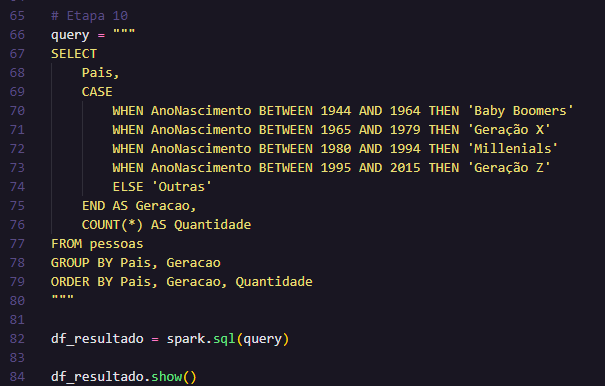 65 # Etapa 10
66 query = """
67 SELECT
68     Pais,
69     CASE
70         WHEN AnoNascimento BETWEEN 1944 AND 1964 THEN 'Baby Boomers'
71         WHEN AnoNascimento BETWEEN 1965 AND 1979 THEN 'Geração X'
72         WHEN AnoNascimento BETWEEN 1980 AND 1994 THEN 'Millenials'
73         WHEN AnoNascimento BETWEEN 1995 AND 2015 THEN 'Geração Z'
74         ELSE 'Outras'
75     END AS Geracao,
76     COUNT(*) AS Quantidade
77 FROM pessoas
78 GROUP BY Pais, Geracao
79 ORDER BY Pais, Geracao, Quantidade
80 """
81
82 df_resultado = spark.sql(query)
83
84 df_resultado.show()